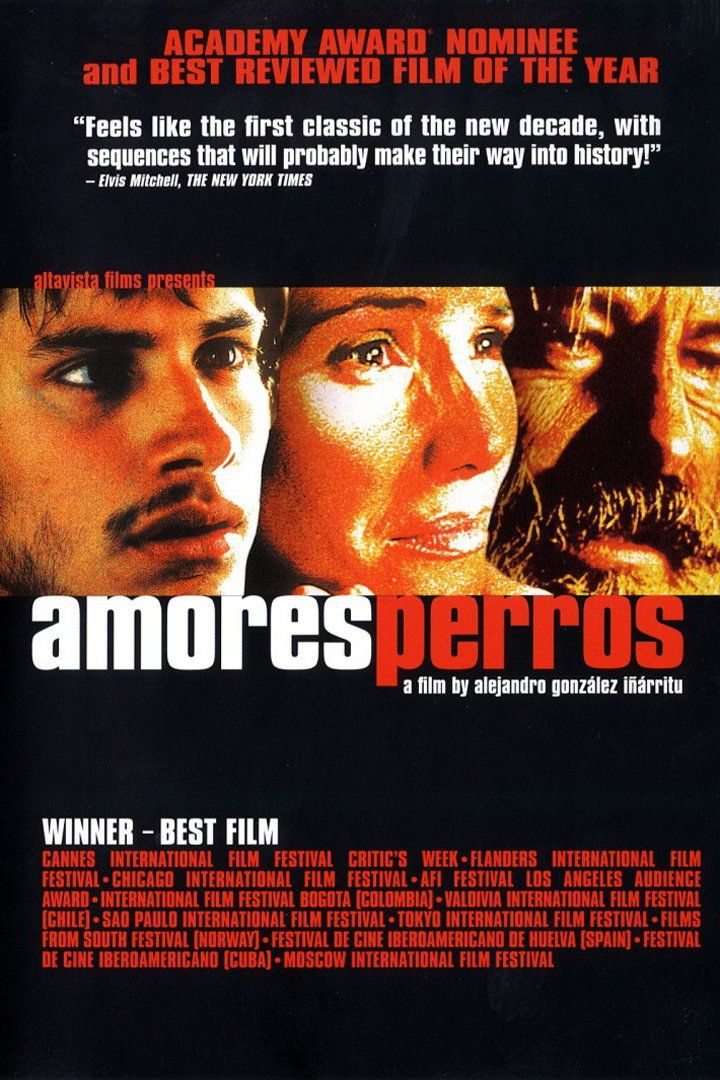 ACADEMY AWARD® NOMINEE
and BEST REVIEWED FILM OF THE YEAR
“Feels like the first classic of the new decade, with
sequences that will probably make their way into history!”
– Elvis Mitchell, THE NEW YORK TIMES
altavista films presents
amoresperros
a film by alejandro gonzález iñárritu
WINNER – BEST FILM
CANNES INTERNATIONAL FILM FESTIVAL CRITIC'S WEEK • FLANDERS INTERNATIONAL FILM
FESTIVAL • CHICAGO INTERNATIONAL FILM FESTIVAL • AFI FESTIVAL LOS ANGELES AUDIENCE
AWARD • INTERNATIONAL FILM FESTIVAL BOGOTA (COLOMBIA) • VALDIVIA INTERNATIONAL FILM FESTIVAL
(CHILE) • SAO PAULO INTERNATIONAL FILM FESTIVAL • TOKYO INTERNATIONAL FILM FESTIVAL • FILMS
FROM SOUTH FESTIVAL (NORWAY) • FESTIVAL DE CINE IBEROAMERICANO DE HUELVA (SPAIN) • FESTIVAL
DE CINE IBEROAMERICANO (CUBA) • MOSCOW INTERNATIONAL FILM FESTIVAL